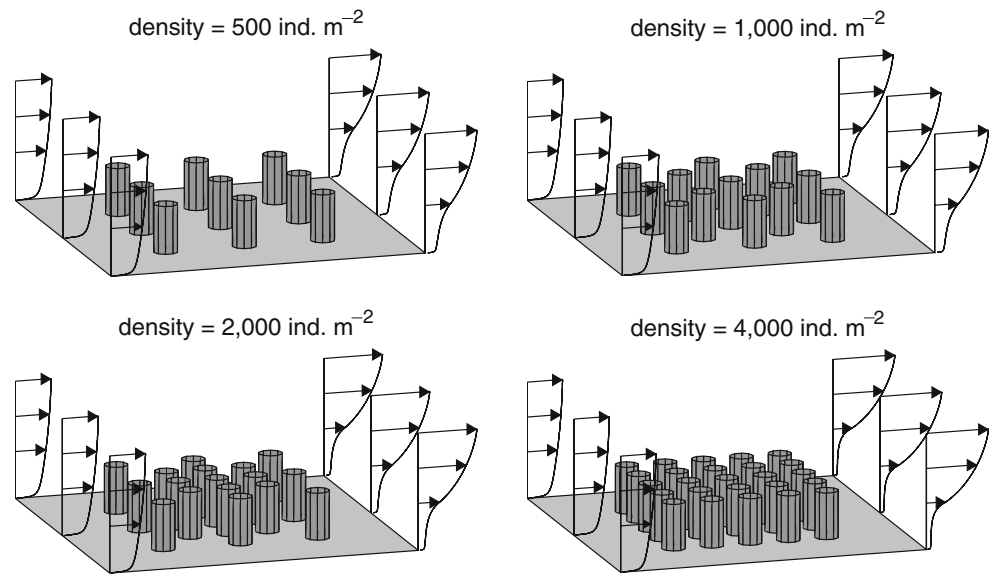 density = 500 ind. m⁻²
density = 1,000 ind. m⁻²
density = 2,000 ind. m⁻²
density = 4,000 ind. m⁻²